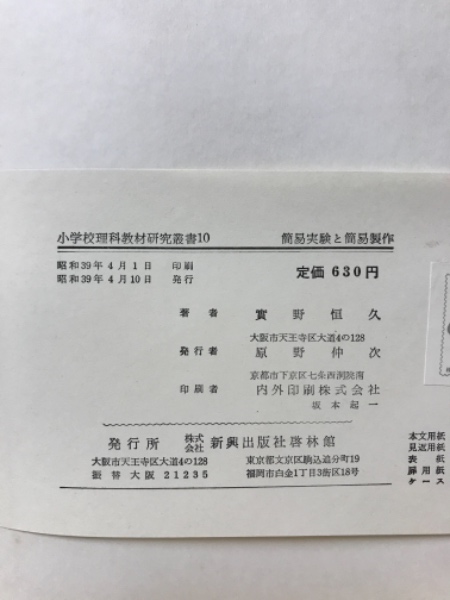 小学校理科教材研究叢書10　簡易実験と簡易製作
昭和39年4月1日　印刷
昭和39年4月10日　発行
定価 630円
著者　實野恒久
大阪市天王寺区大道4の128
発行者　原野仲次
京都市下京区七条西洞院南
印刷者　内外印刷株式会社
坂本起一
発行所　株式会社　新興出版社啓林館
大阪市天王寺区大道4の128　東京都文京区駒込追分町19
振替大阪21235　福岡市白金1丁目3街区18号
本文用紙
見返用紙
表紙
扉用紙
ケース